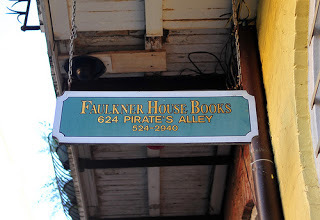 FAULKNER HOUSE BOOKS
624 PIRATE'S ALLEY
524-2940